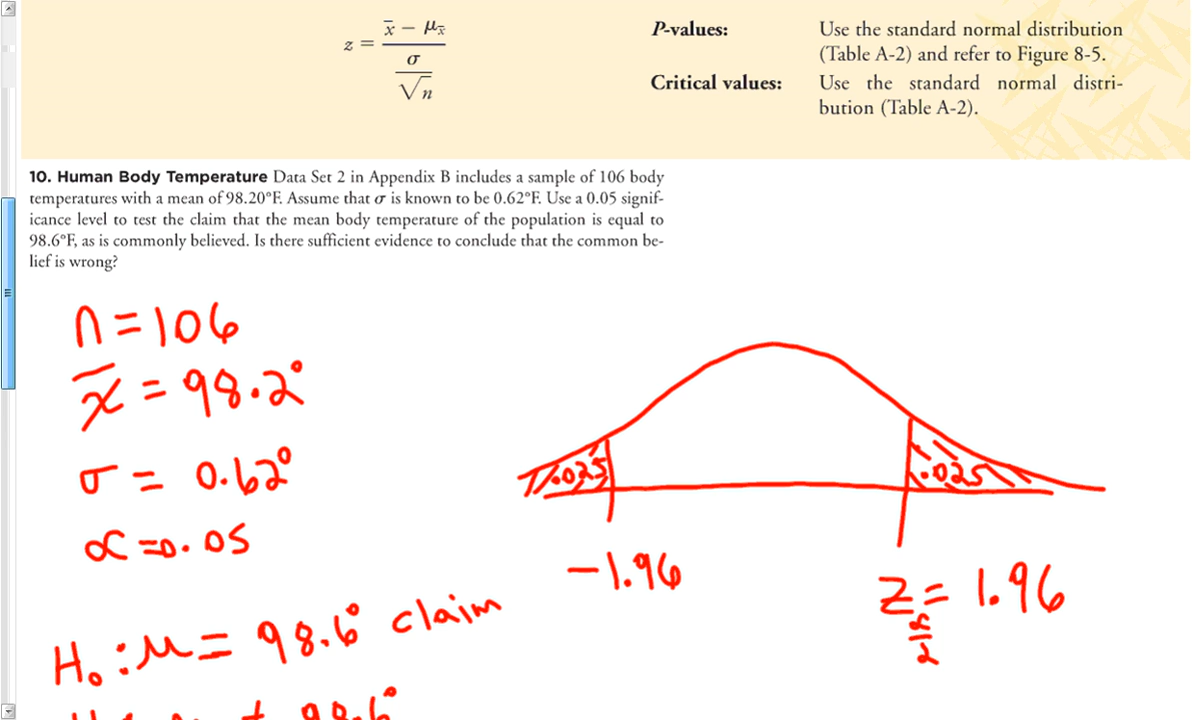 z = (x̄ − μx̄) / (σ / √n)
P-values: Use the standard normal distribution
(Table A-2) and refer to Figure 8-5.
Critical values: Use the standard normal distri-
bution (Table A-2).
10. Human Body Temperature Data Set 2 in Appendix B includes a sample of 106 body
temperatures with a mean of 98.20°F. Assume that σ is known to be 0.62°F. Use a 0.05 signif-
icance level to test the claim that the mean body temperature of the population is equal to
98.6°F, as is commonly believed. Is there sufficient evidence to conclude that the common be-
lief is wrong?
n = 106
x̄ = 98.2°
σ = 0.62°
α = 0.05
.025
.025
−1.96
z α/2 = 1.96
H₀ : μ = 98.6° claim
98.6°